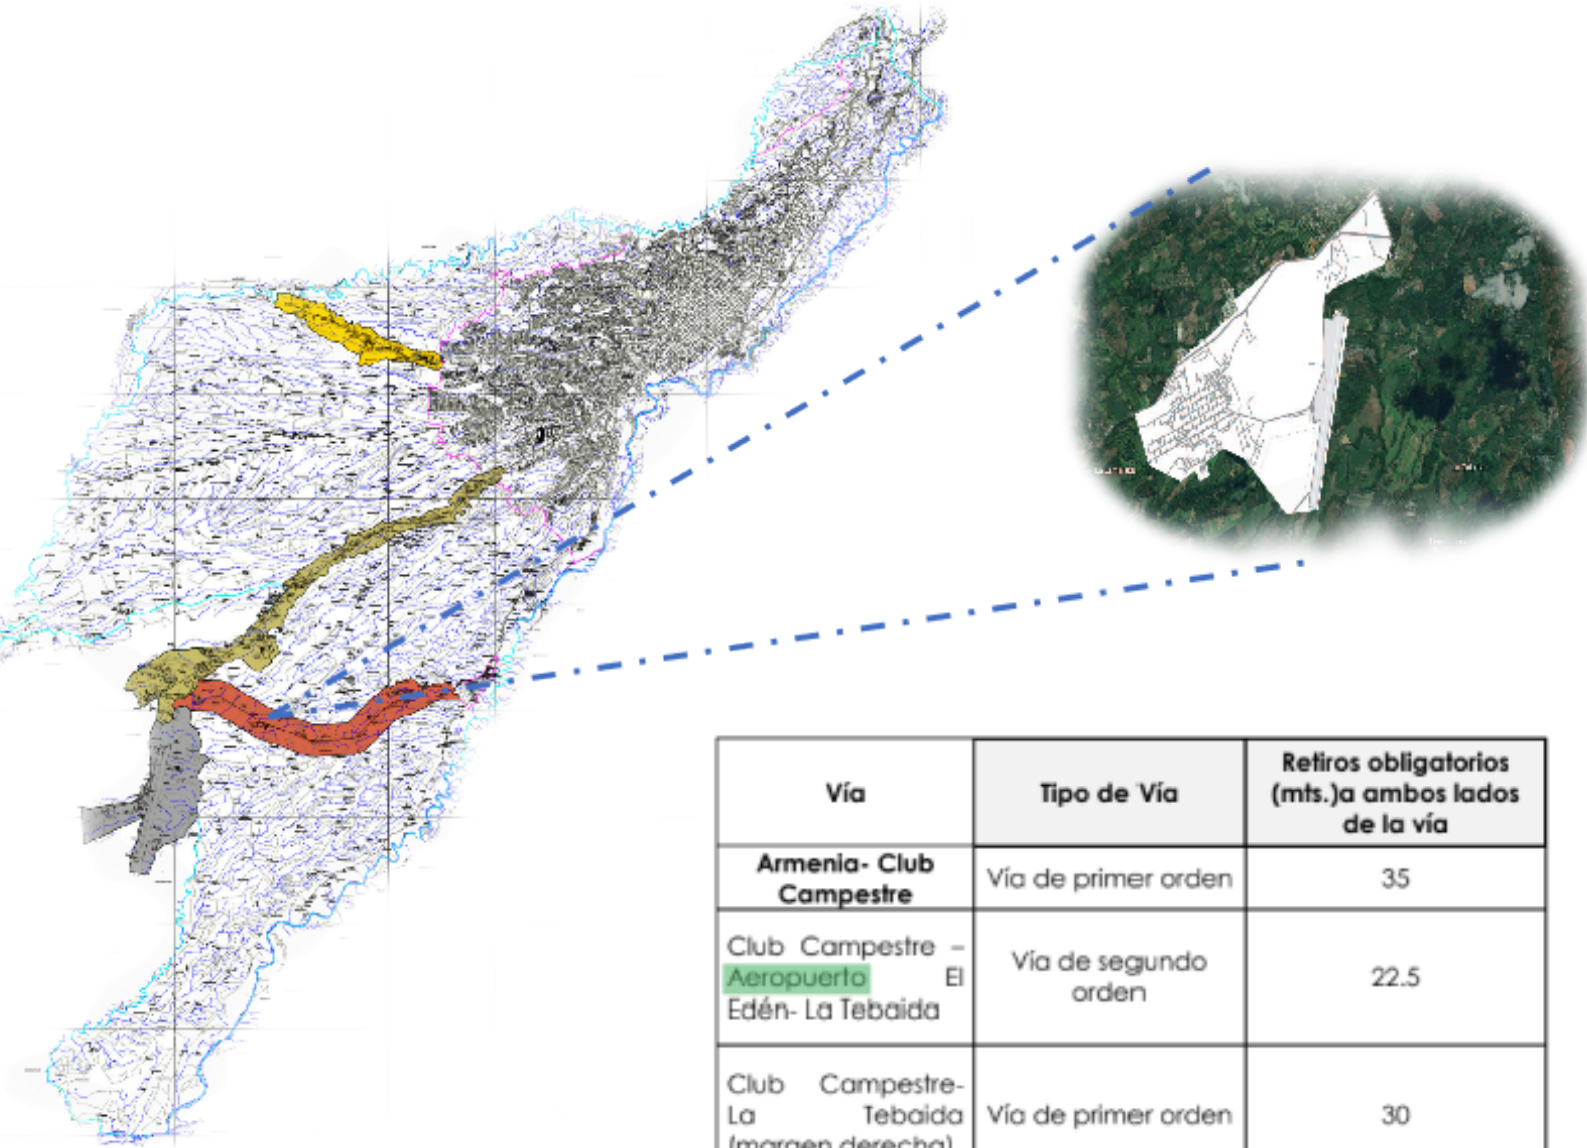 Vía
Tipo de Vía
Retiros obligatorios
(mts.)a ambos lados
de la vía
Armenia- Club
Campestre
Vía de primer orden
35
Club Campestre –
Aeropuerto El
Edén- La Tebaida
Vía de segundo
orden
22.5
Club Campestre-
La Tebaida
(margen derecha)
Vía de primer orden
30